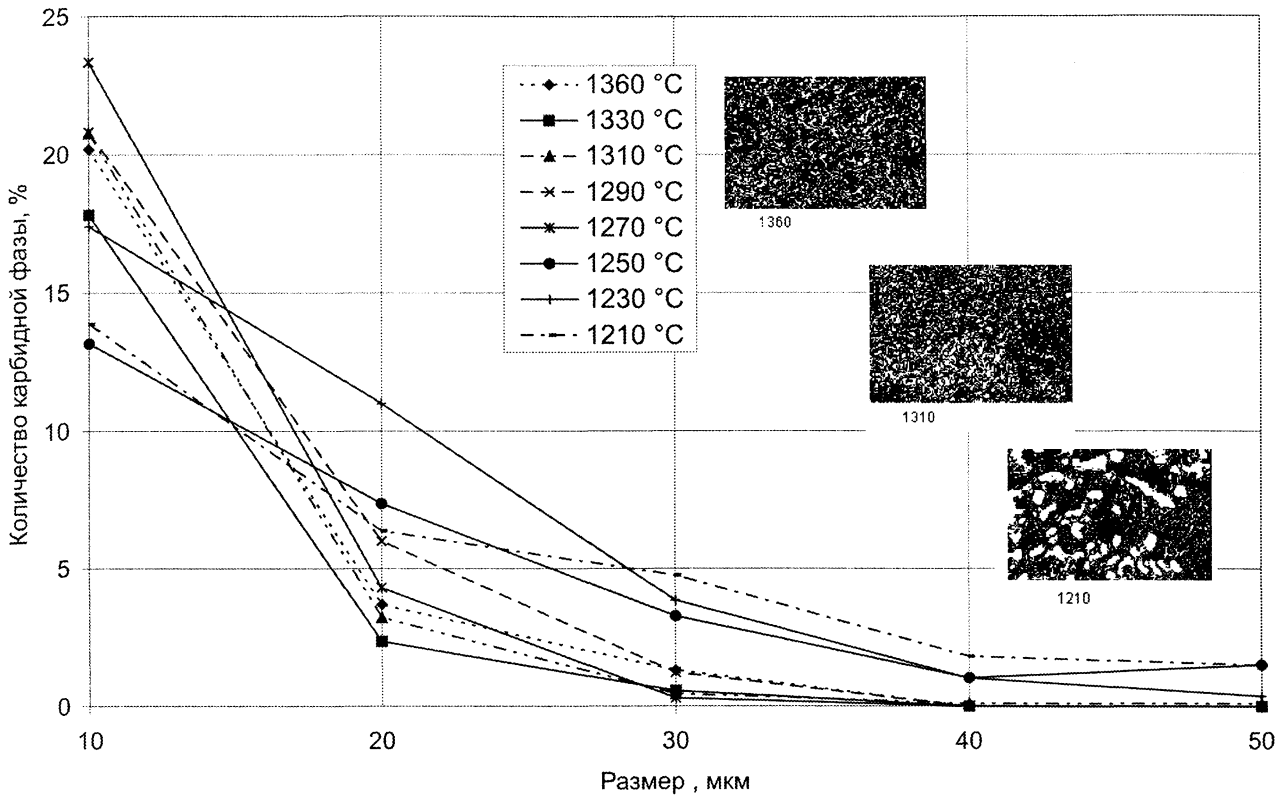 25
20
15
10
5
0
Количество карбидной фазы, %
1360 °C
1330 °C
1310 °C
1290 °C
1270 °C
1250 °C
1230 °C
1210 °C
1360
1310
1210
10 20 30 40 50
Размер , мкм